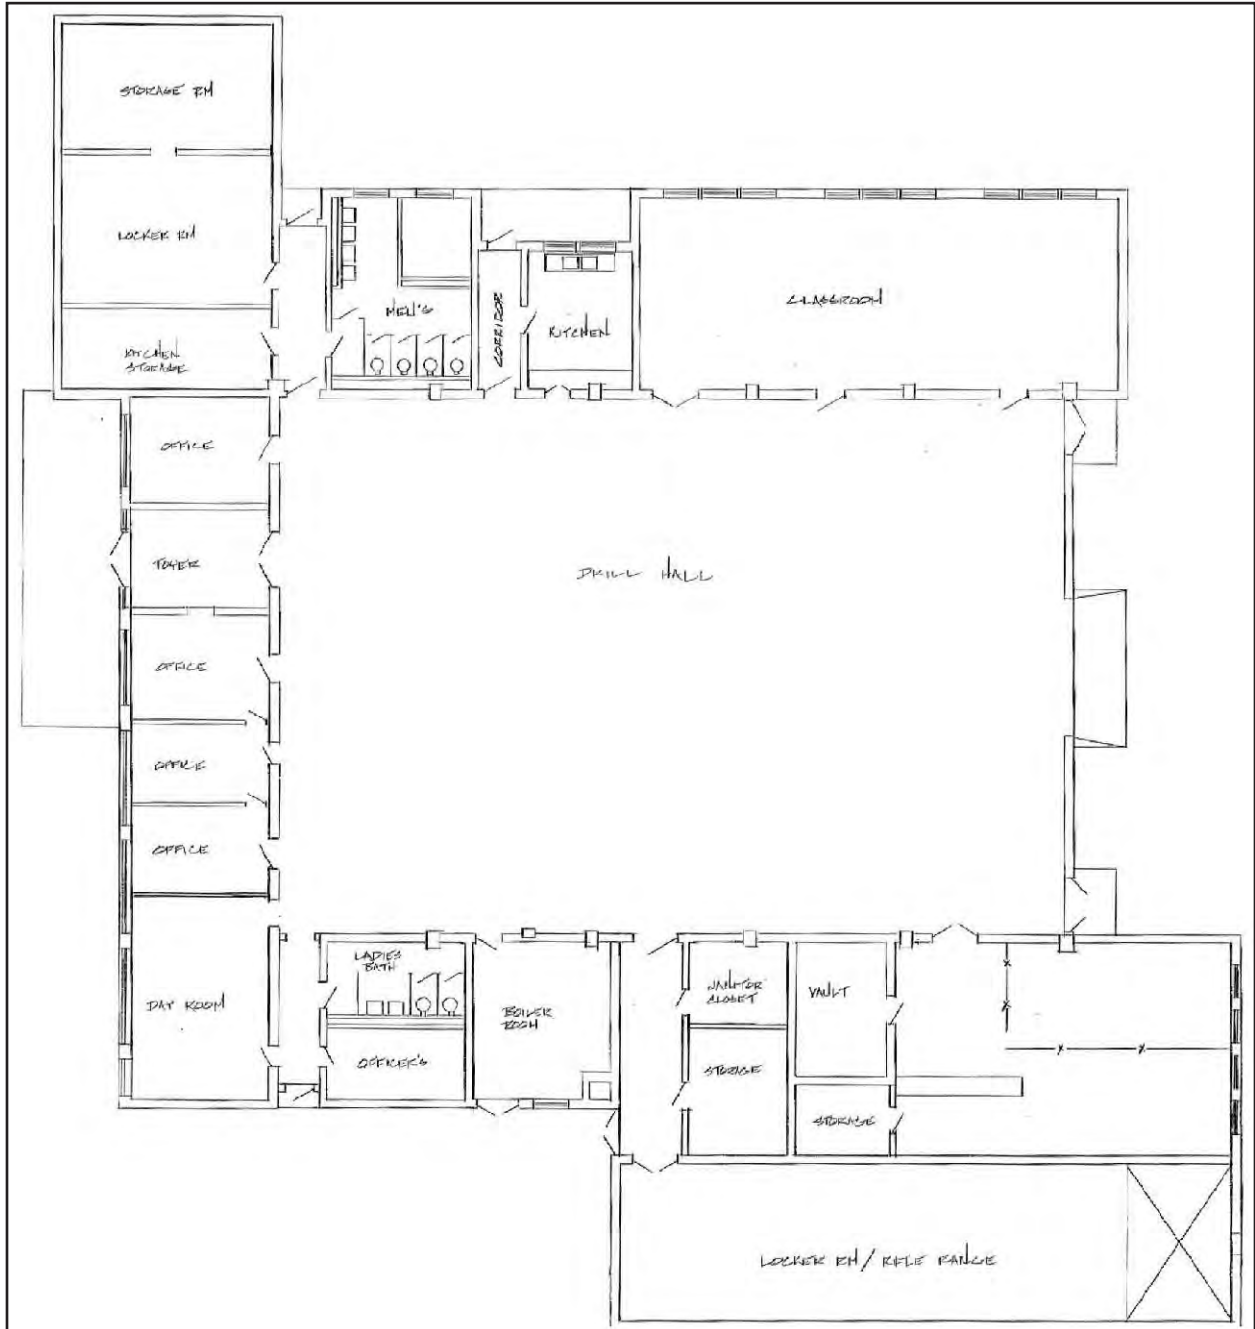 STORAGE RM
LOCKER RM
KITCHEN
STORAGE
MEN'S
CORRIDOR
KITCHEN
CLASSROOM
OFFICE
FOYER
DRILL HALL
OFFICE
OFFICE
OFFICE
DAY ROOM
LADIES
BATH
OFFICER'S
BOILER
ROOM
JANITOR
CLOSET
STORAGE
VAULT
STORAGE
LOCKER RM / RIFLE RANGE